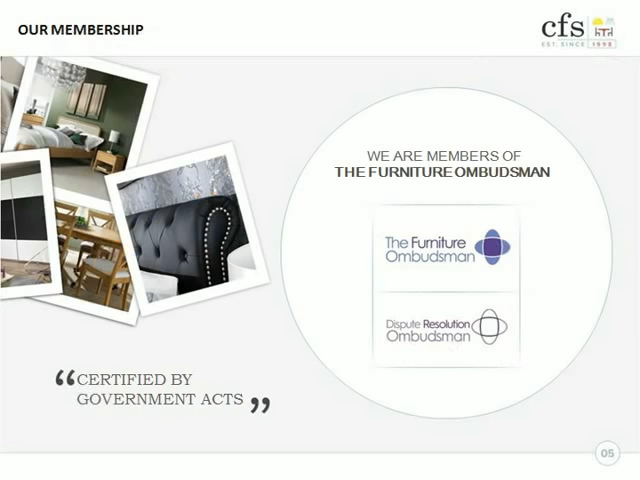 OUR MEMBERSHIP
cfs
EST. SINCE 1998
WE ARE MEMBERS OF
THE FURNITURE OMBUDSMAN
The Furniture
Ombudsman
Dispute Resolution
Ombudsman
“CERTIFIED BY
GOVERNMENT ACTS”
05